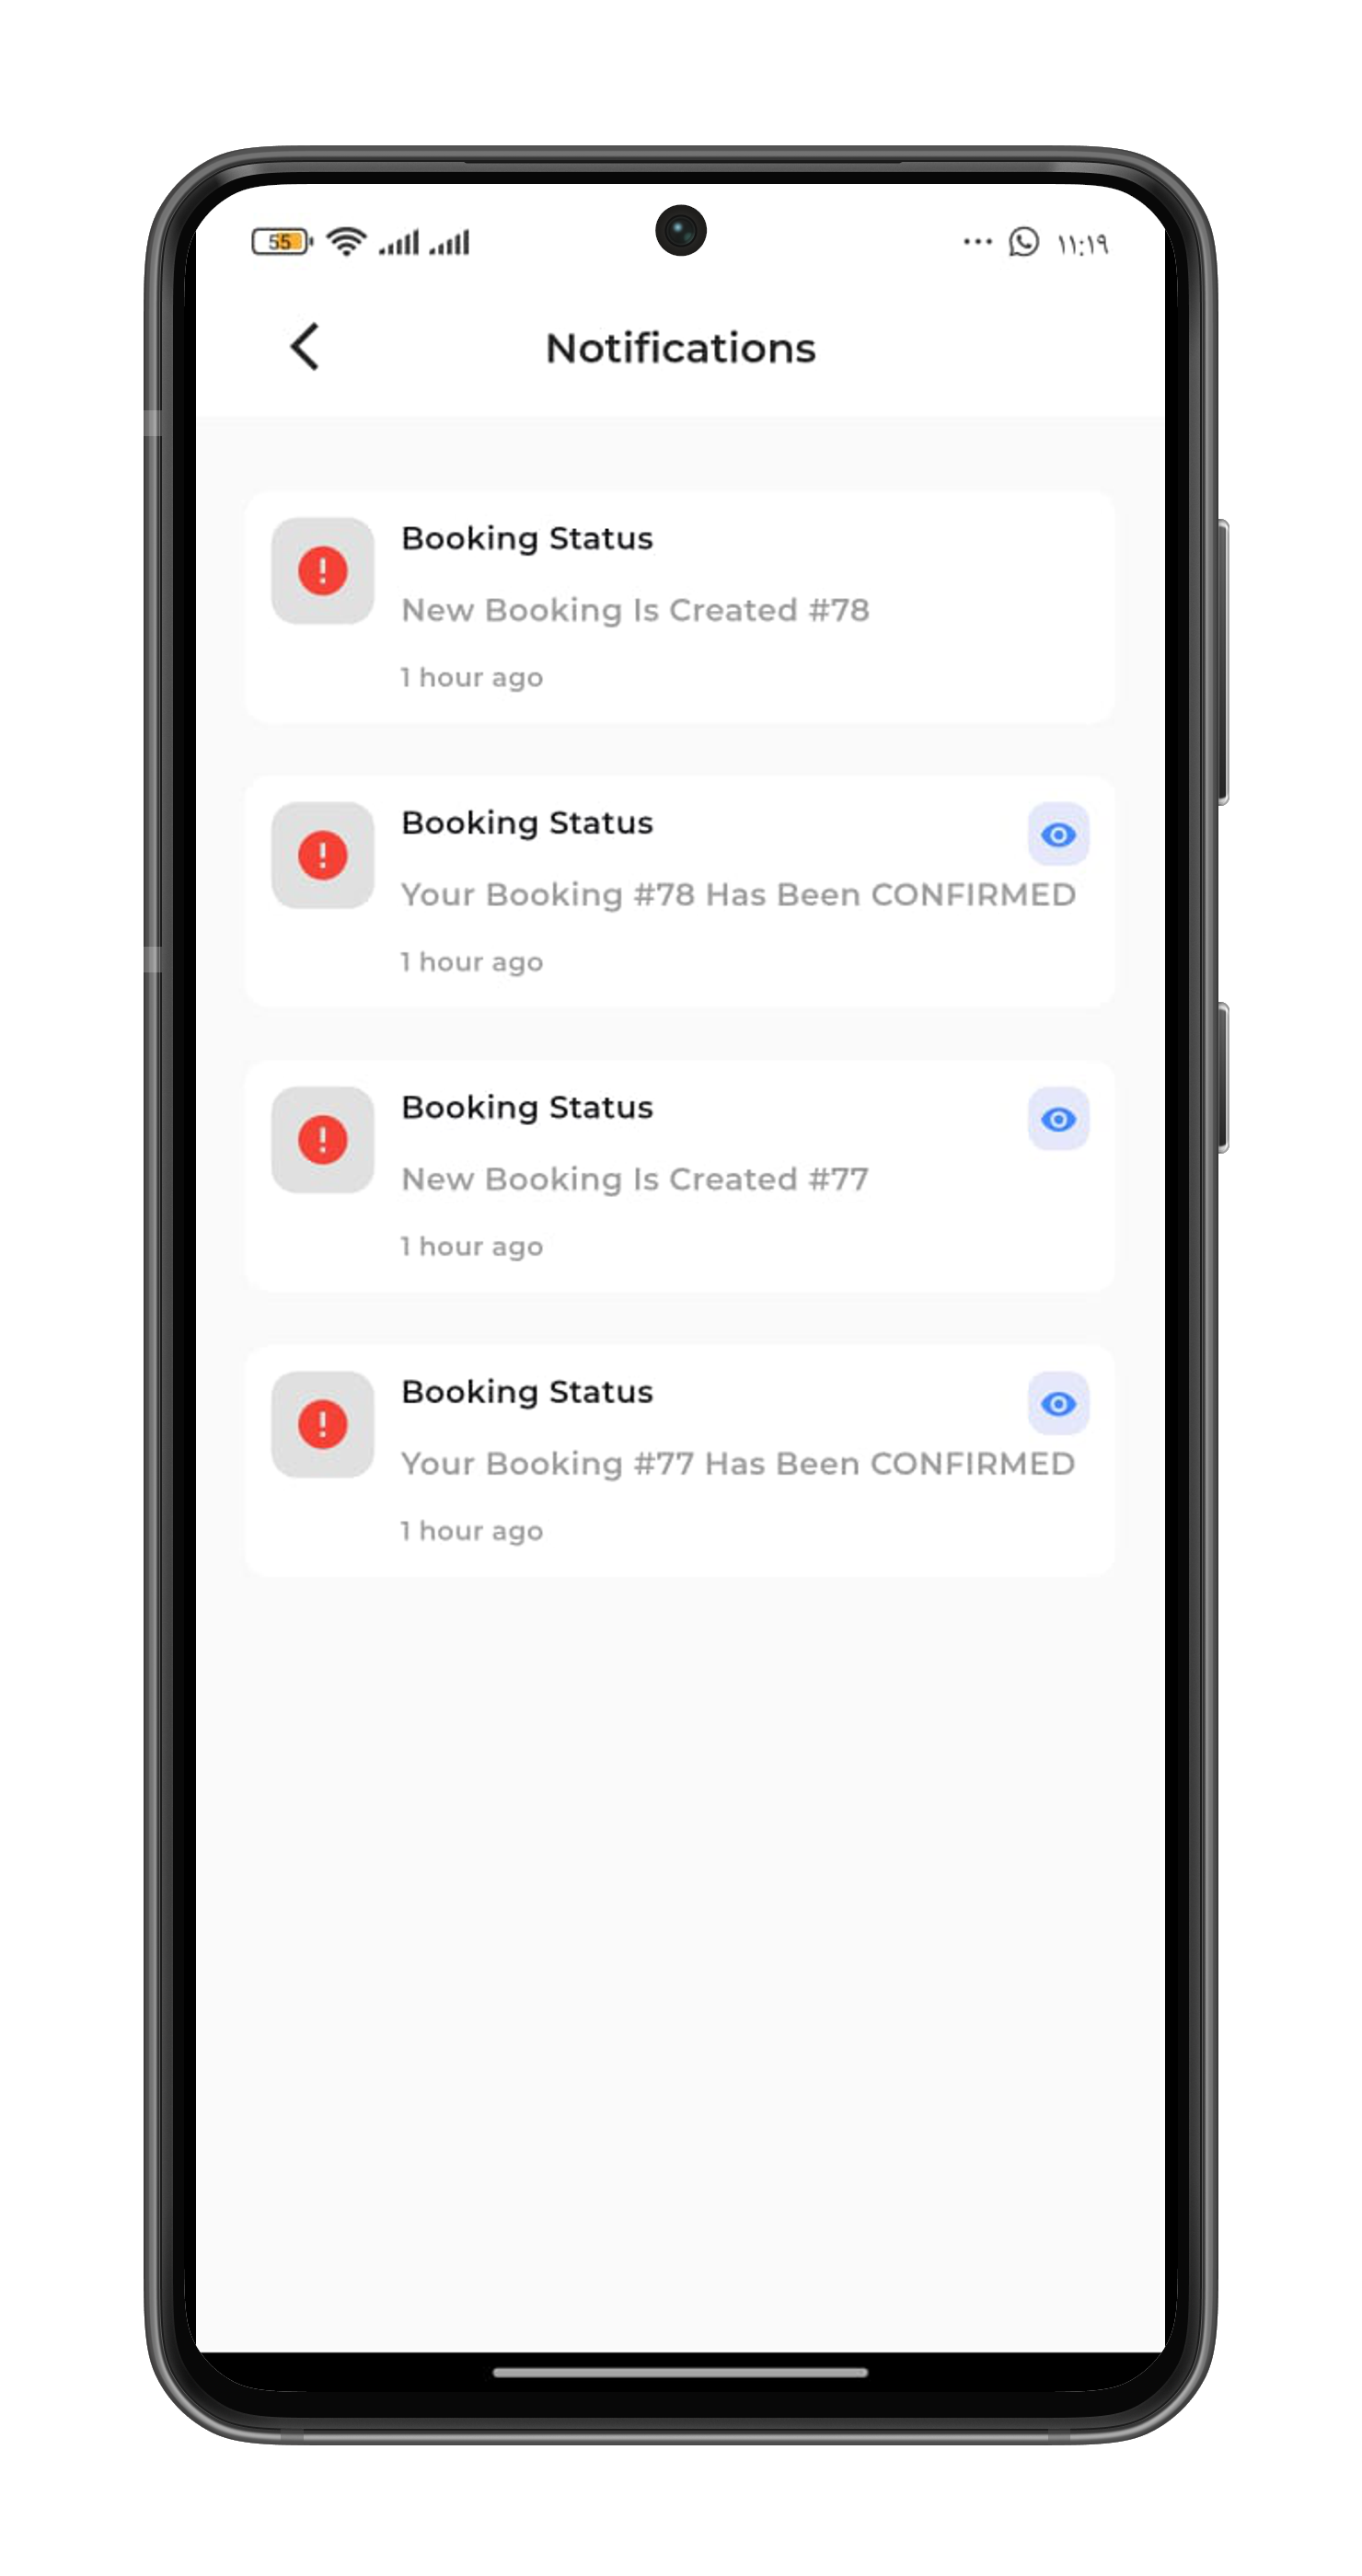 55
١١:١٩
Notifications
Booking Status
New Booking Is Created #78
1 hour ago
Booking Status
Your Booking #78 Has Been CONFIRMED
1 hour ago
Booking Status
New Booking Is Created #77
1 hour ago
Booking Status
Your Booking #77 Has Been CONFIRMED
1 hour ago